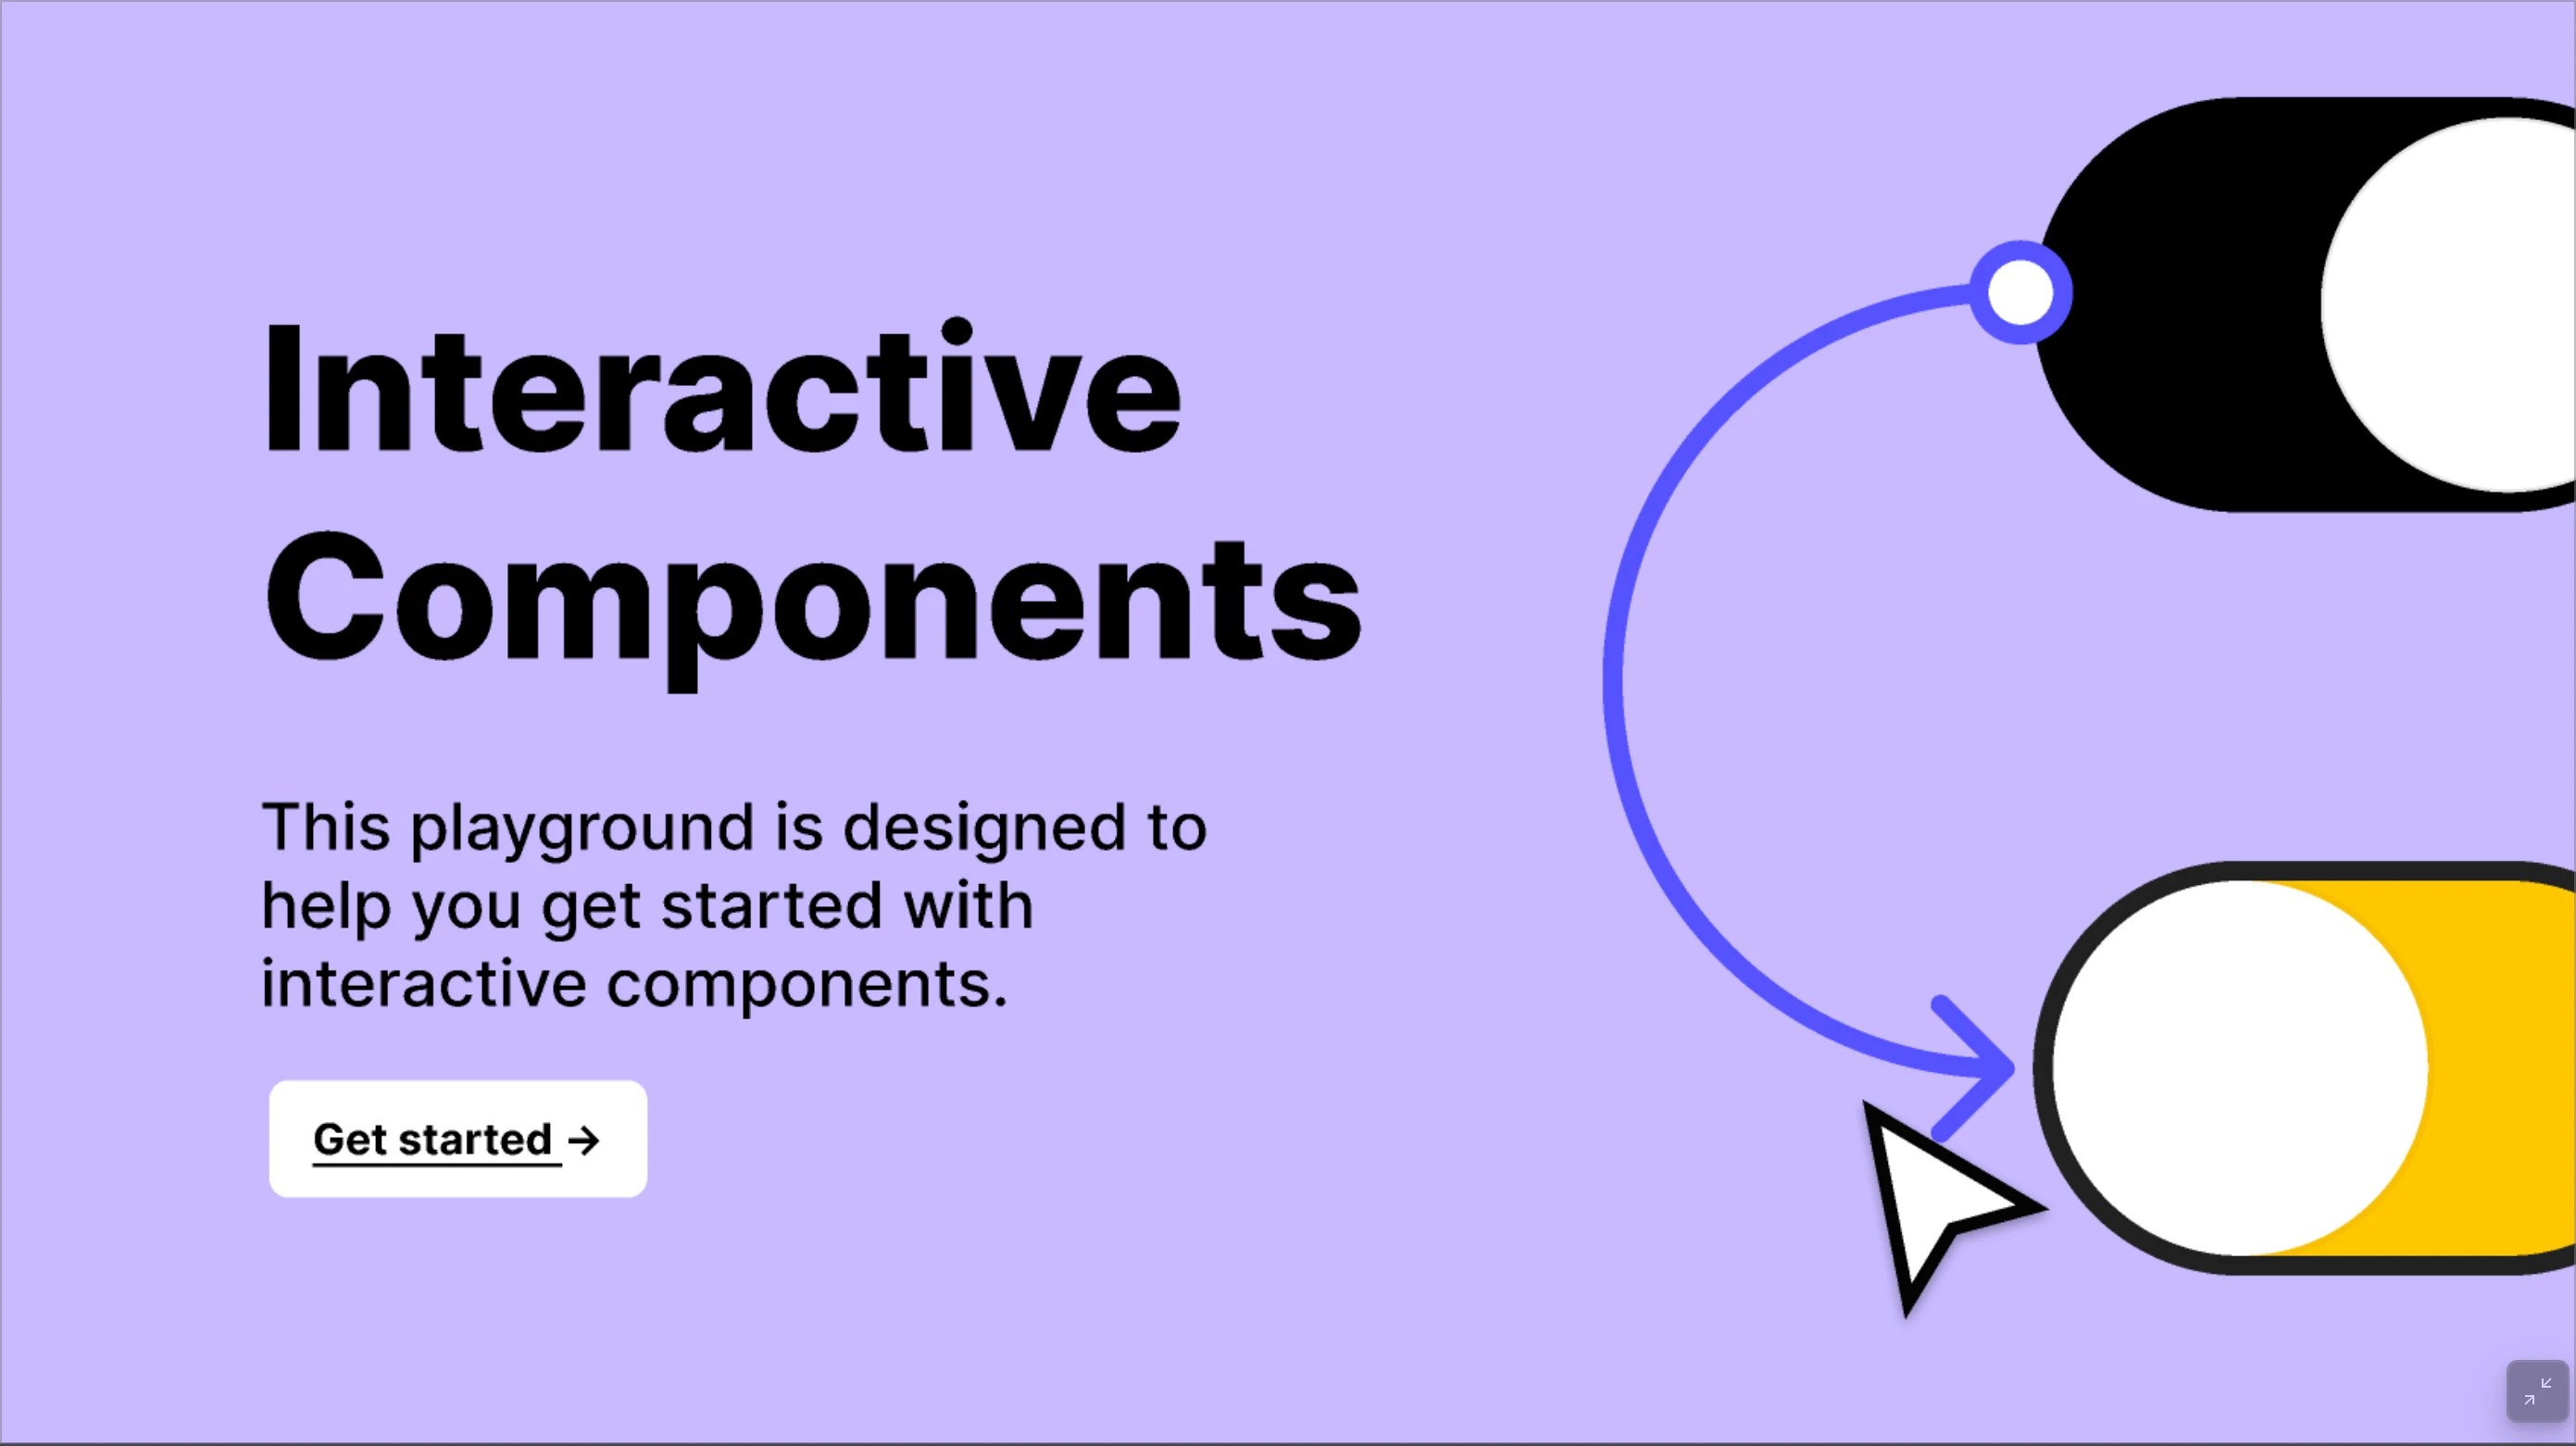 Interactive
Components
This playground is designed to
help you get started with
interactive components.
Get started →